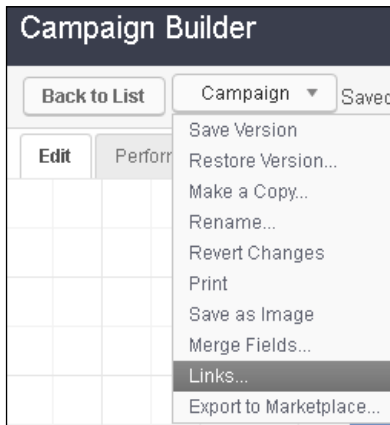 Campaign Builder
Back to List
Campaign
Saved
Edit
Perfor
Save Version
Restore Version...
Make a Copy...
Rename...
Revert Changes
Print
Save as Image
Merge Fields...
Links...
Export to Marketplace...